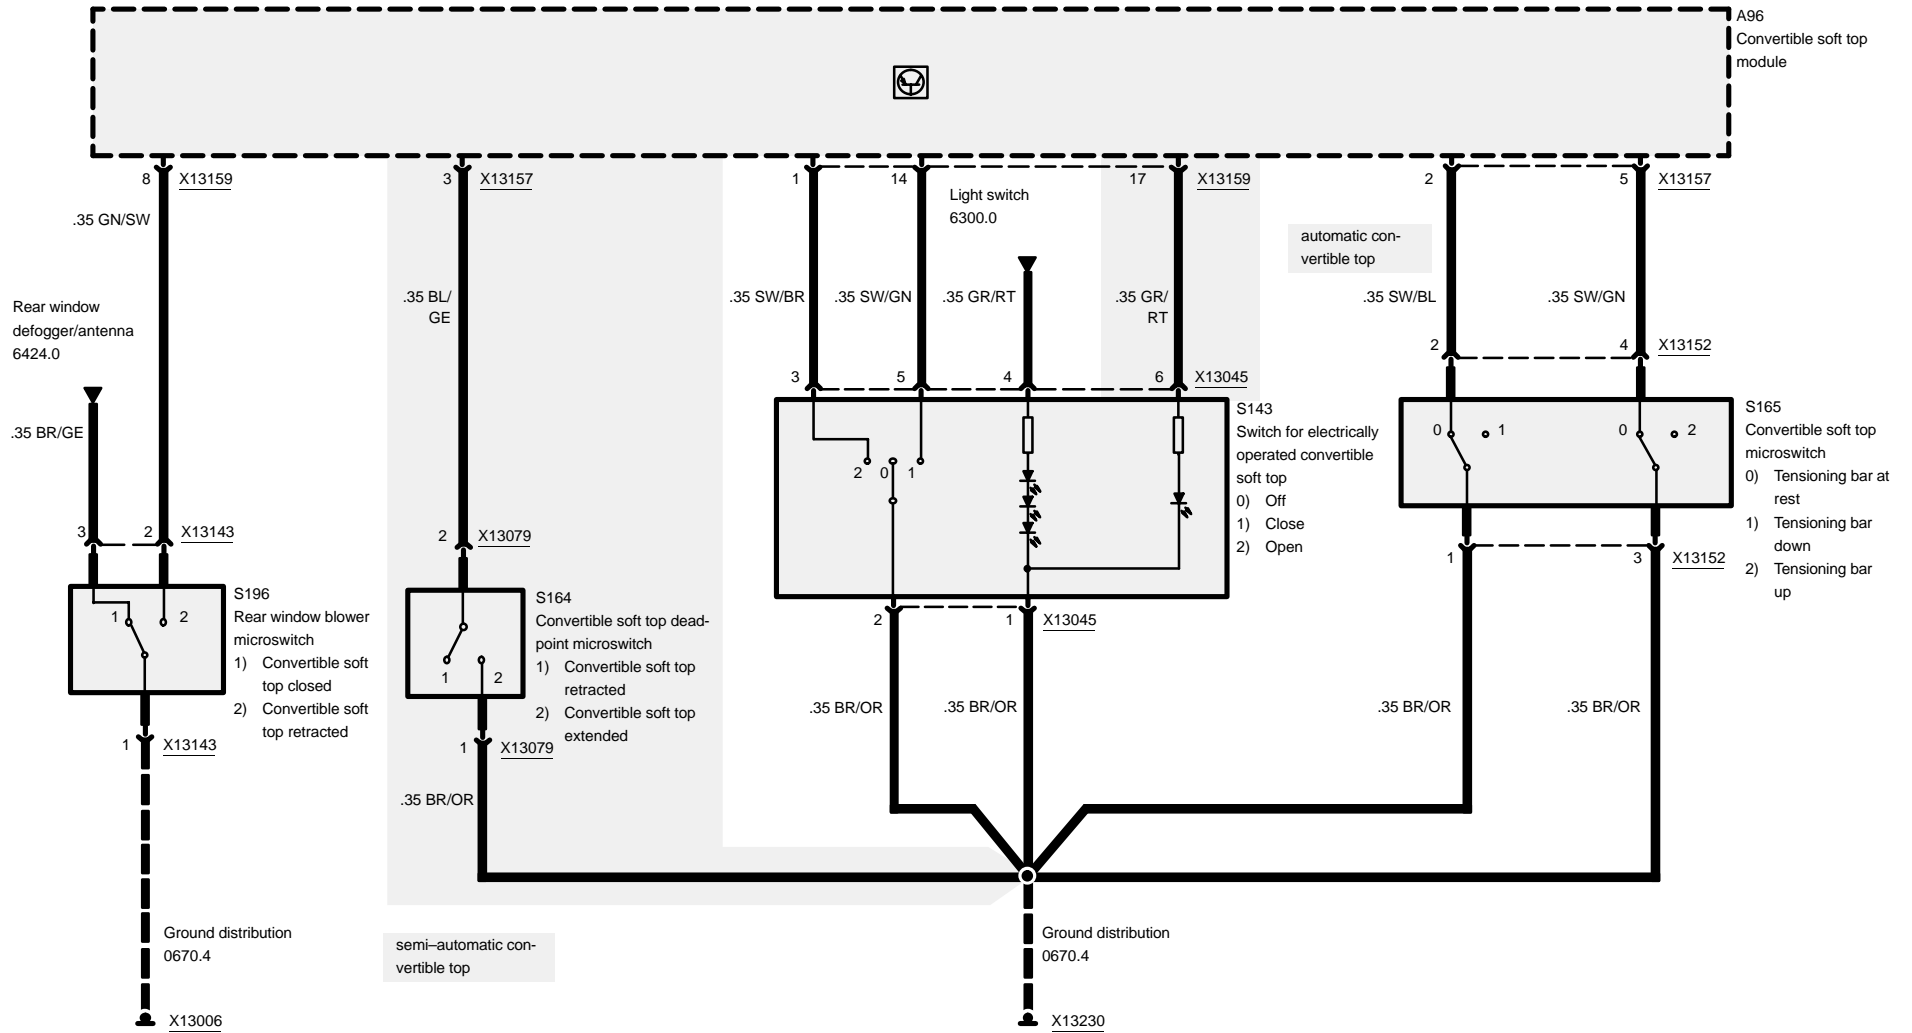 A96
Convertible soft top
module
8 X13159
3 X13157
1 14 17 X13159
2 5 X13157
.35 GN/SW
Light switch
6300.0
automatic con-
vertible top
Rear window
defogger/antenna
6424.0
.35 BL/
GE
.35 SW/BR
.35 SW/GN
.35 GR/RT
.35 GR/
RT
.35 SW/BL
.35 SW/GN
2 4 X13152
3 5 4 6 X13045
.35 BR/GE
S143
Switch for electrically
operated convertible
soft top
0) Off
1) Close
2) Open
2 0 1
0 1 0 2
S165
Convertible soft top
microswitch
0) Tensioning bar at
rest
1) Tensioning bar
down
2) Tensioning bar
up
3 2 X13143
2 X13079
1 3 X13152
1 2
S196
Rear window blower
microswitch
1) Convertible soft
top closed
2) Convertible soft
top retracted
1 2
S164
Convertible soft top dead-
point microswitch
1) Convertible soft top
retracted
2) Convertible soft top
extended
2 1 X13045
1 X13143
1 X13079
.35 BR/OR
.35 BR/OR
.35 BR/OR
.35 BR/OR
.35 BR/OR
Ground distribution
0670.4
semi–automatic con-
vertible top
Ground distribution
0670.4
X13006
X13230